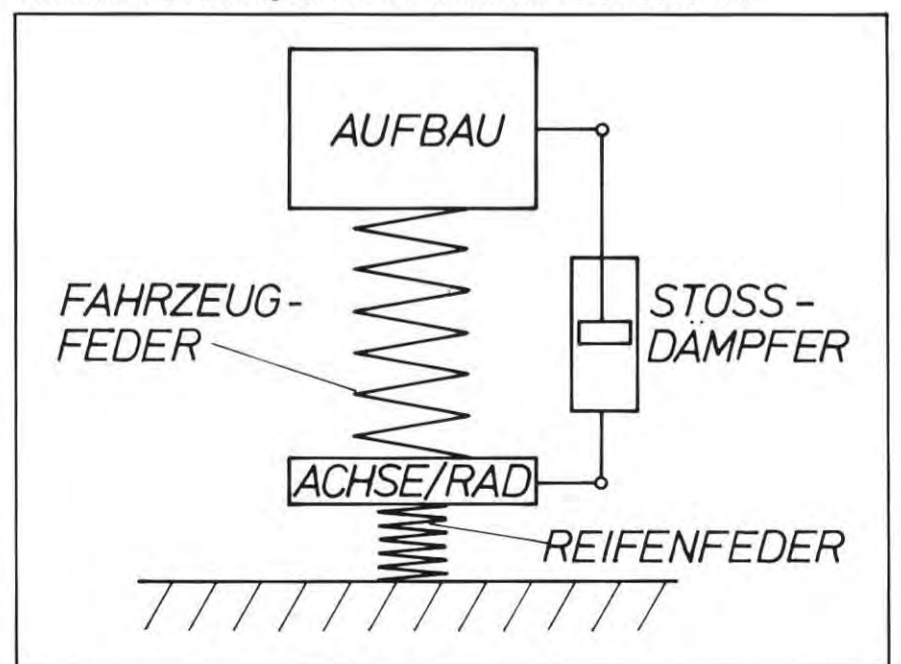 AUFBAU
FAHRZEUG-
FEDER
STOSS-
DÄMPFER
ACHSE/RAD
REIFENFEDER